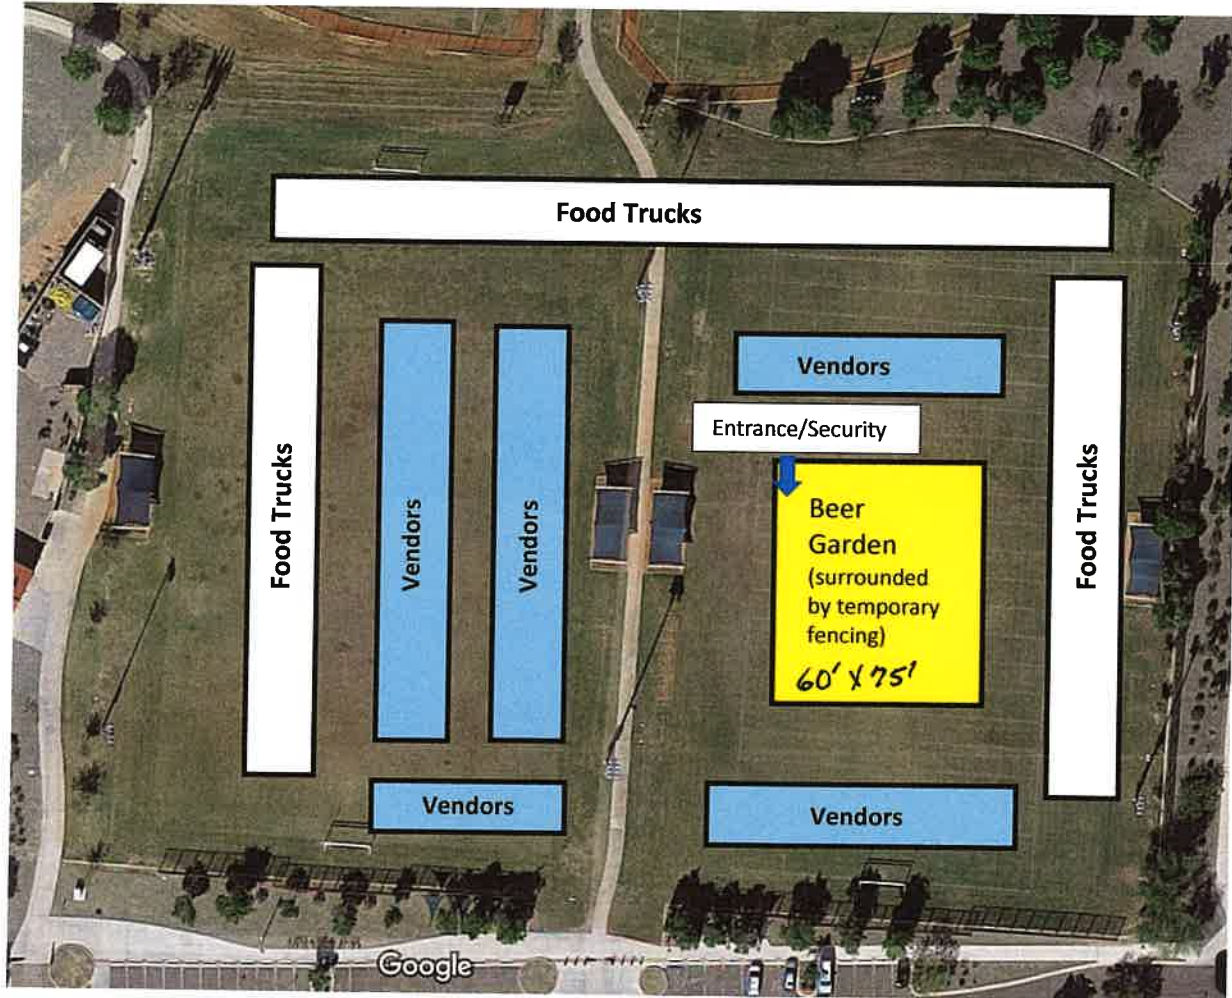 Food Trucks
Vendors
Entrance/Security
Food Trucks
Vendors
Vendors
Beer
Garden
(surrounded
by temporary
fencing)
60' X 75'
Food Trucks
Vendors
Vendors
Google